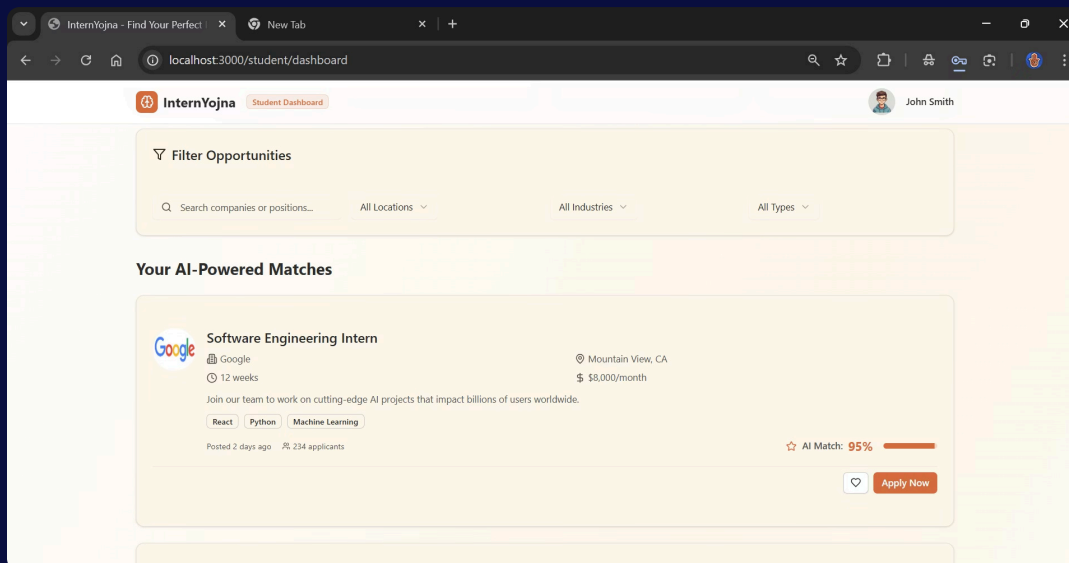 InternYojna - Find Your Perfect
New Tab
localhost:3000/student/dashboard
InternYojna
Student Dashboard
John Smith
Filter Opportunities
Search companies or positions...
All Locations
All Industries
All Types
Your AI-Powered Matches
Google
Software Engineering Intern
Google
Mountain View, CA
12 weeks
$ $8,000/month
Join our team to work on cutting-edge AI projects that impact billions of users worldwide.
React
Python
Machine Learning
Posted 2 days ago
234 applicants
AI Match: 95%
Apply Now